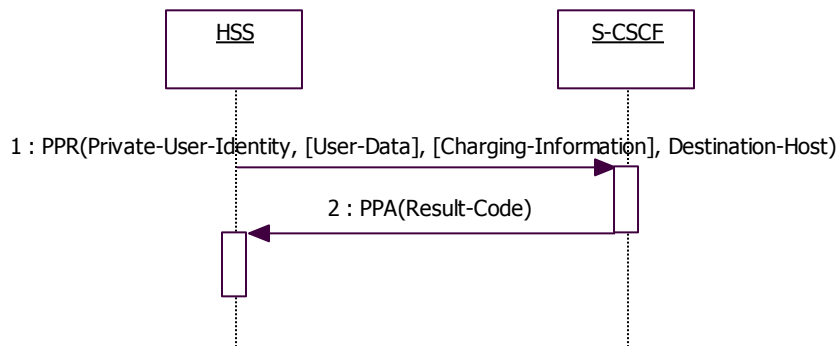 HSS
S-CSCF
1 : PPR(Private-User-Identity, [User-Data], [Charging-Information], Destination-Host)
2 : PPA(Result-Code)